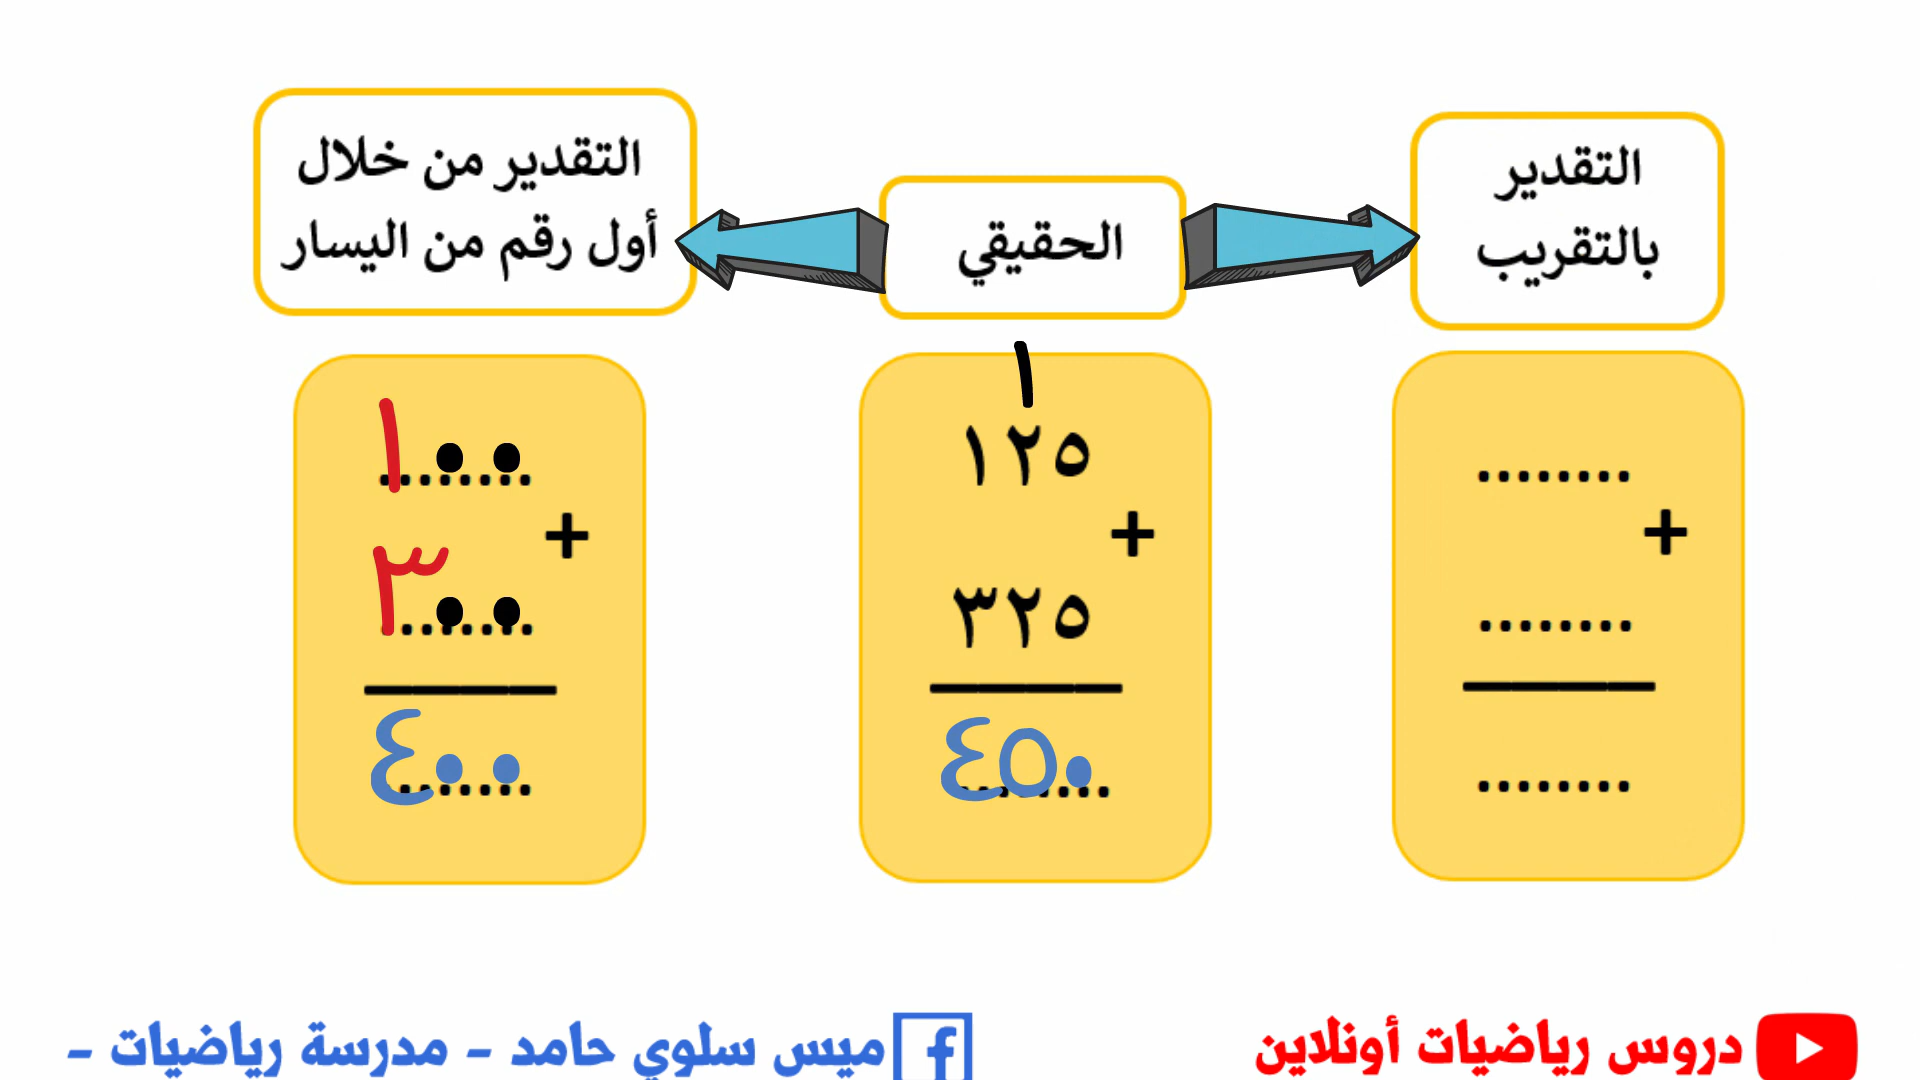 التقدير
بالتقريب
الحقيقي
التقدير من خلال
أول رقم من اليسار
........
+
........
........
١
١٢٥
+
٣٢٥
٤٥٠
١٠٠
+
٣٠٠
٤٠٠
دروس رياضيات أونلاين
ميس سلوي حامد - مدرسة رياضيات -